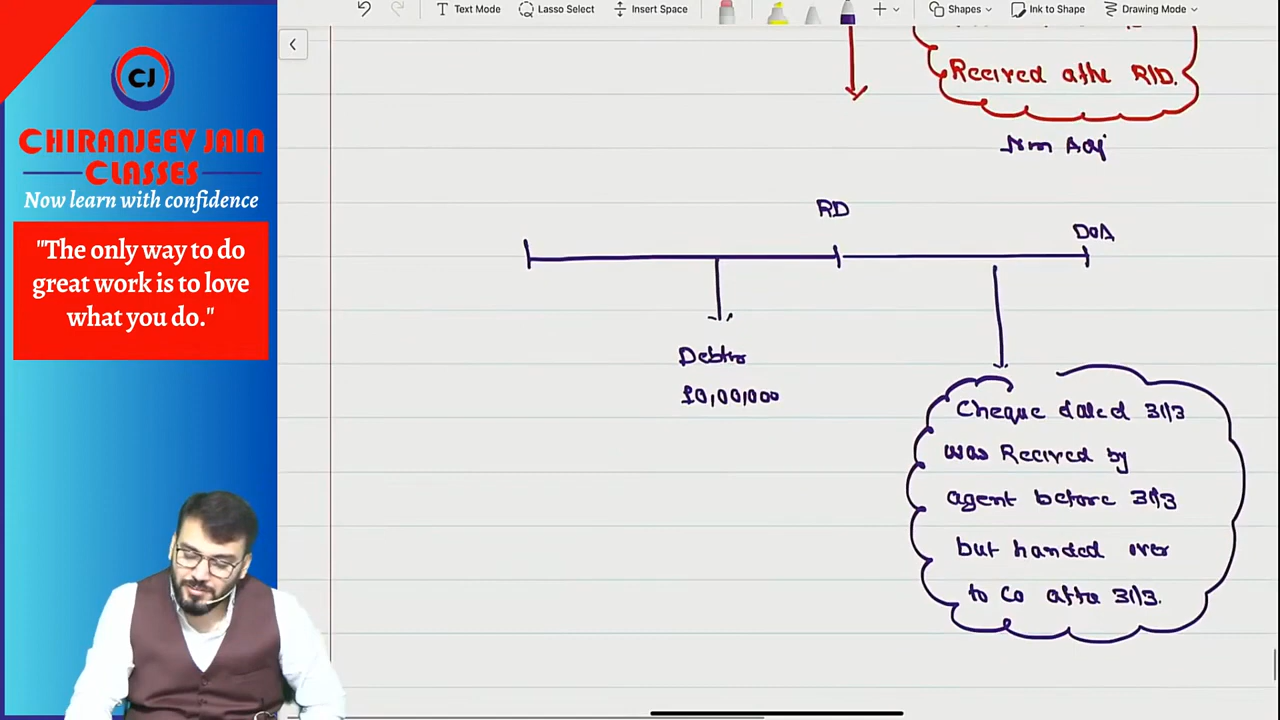 Text Mode
Lasso Select
Insert Space
Shapes
Ink to Shape
Drawing Mode
CJ
CHIRANJEEV JAIN
CLASSES
Now learn with confidence
"The only way to do
great work is to love
what you do."
Received R/D.
RD
DOA
Debtors
10,00,000
Cheque dated 31/3
was Recived by
agent before 31/3
but handed over
to Co after 31/3.